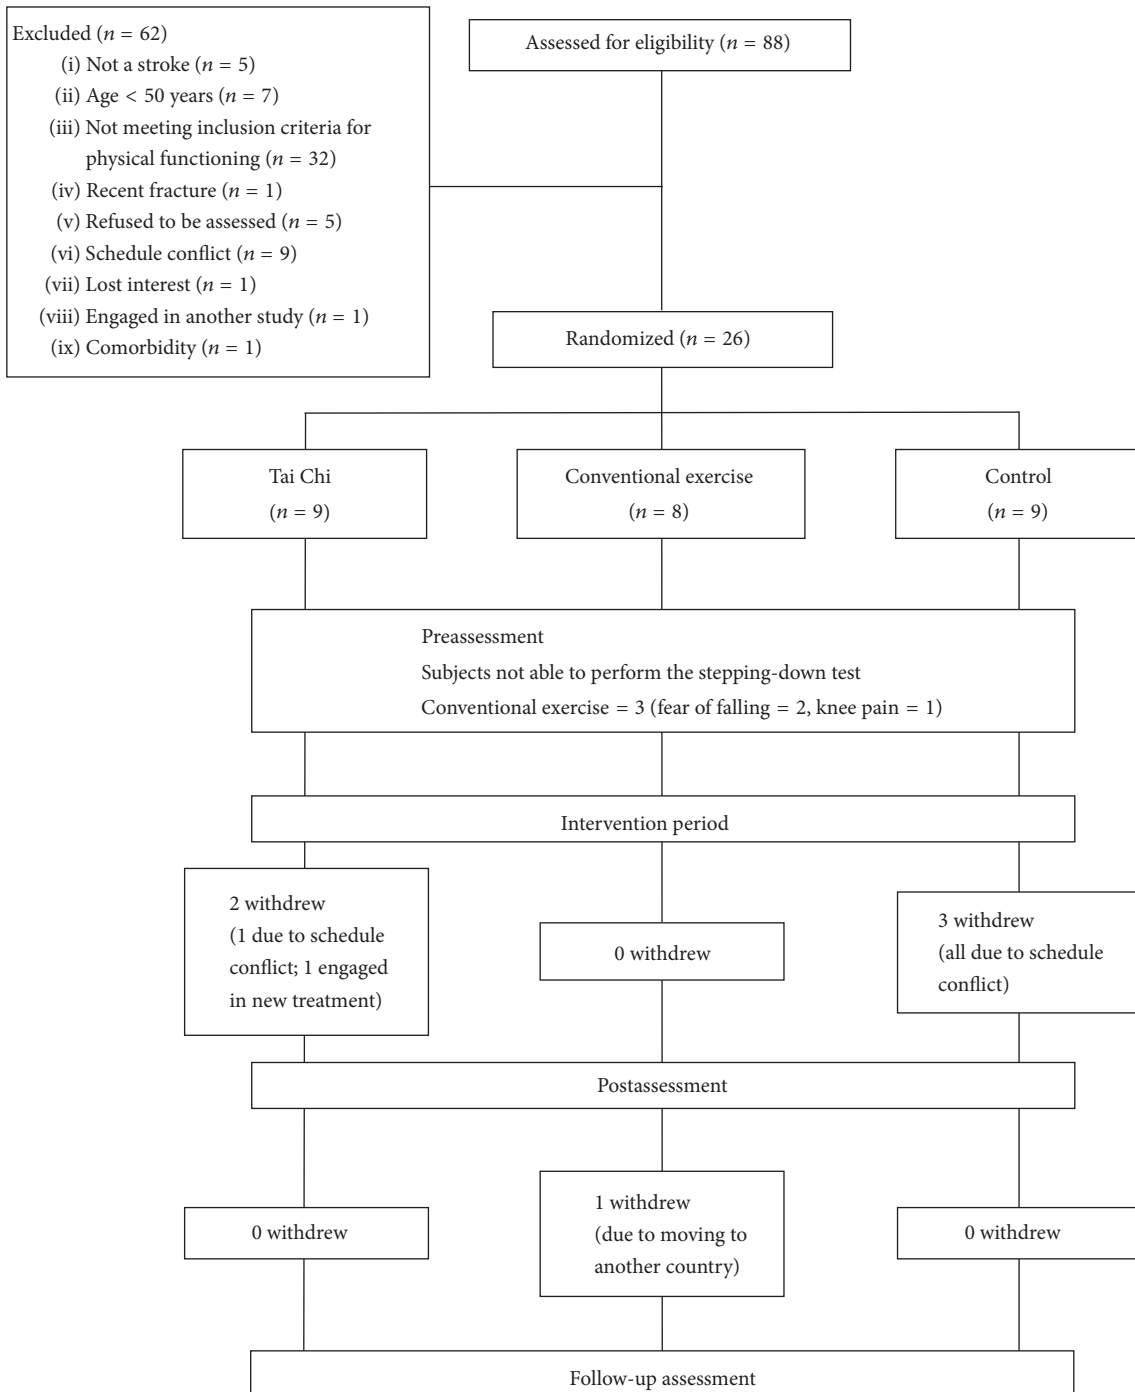 Excluded (n = 62)
(i) Not a stroke (n = 5)
(ii) Age < 50 years (n = 7)
(iii) Not meeting inclusion criteria for
physical functioning (n = 32)
(iv) Recent fracture (n = 1)
(v) Refused to be assessed (n = 5)
(vi) Schedule conflict (n = 9)
(vii) Lost interest (n = 1)
(viii) Engaged in another study (n = 1)
(ix) Comorbidity (n = 1)
Assessed for eligibility (n = 88)
Randomized (n = 26)
Tai Chi
(n = 9)
Conventional exercise
(n = 8)
Control
(n = 9)
Preassessment
Subjects not able to perform the stepping-down test
Conventional exercise = 3 (fear of falling = 2, knee pain = 1)
Intervention period
2 withdrew
(1 due to schedule
conflict; 1 engaged
in new treatment)
0 withdrew
3 withdrew
(all due to schedule
conflict)
Postassessment
0 withdrew
1 withdrew
(due to moving to
another country)
0 withdrew
Follow-up assessment